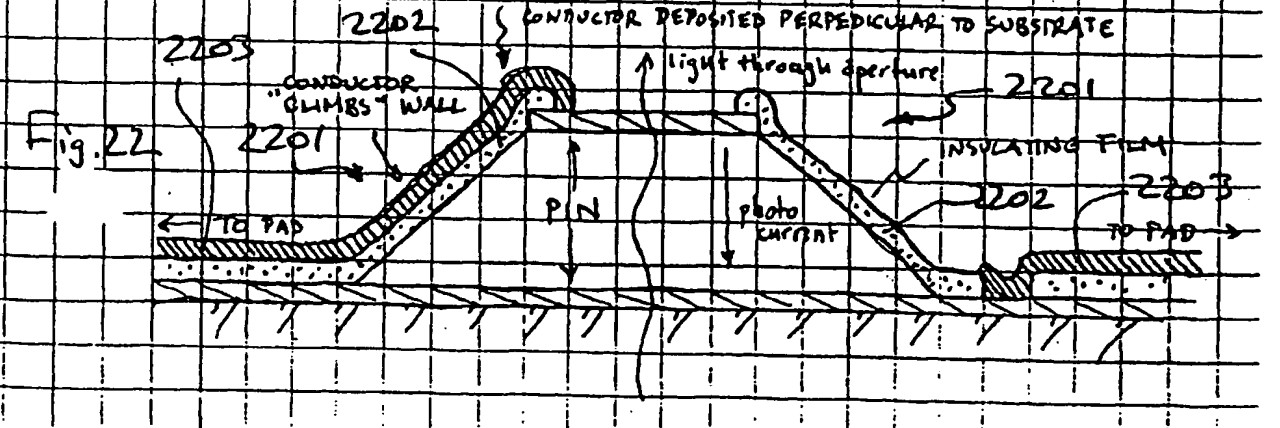 2202
CONDUCTOR DEPOSITED PERPEDICULAR TO SUBSTRATE
2203
light through aperture
"CONDUCTOR
CLIMBS" WALL
2201
Fig. 22
2201
INSULATING FILM
2202
2203
TO PAD
PIN
photo
current
TO PAD